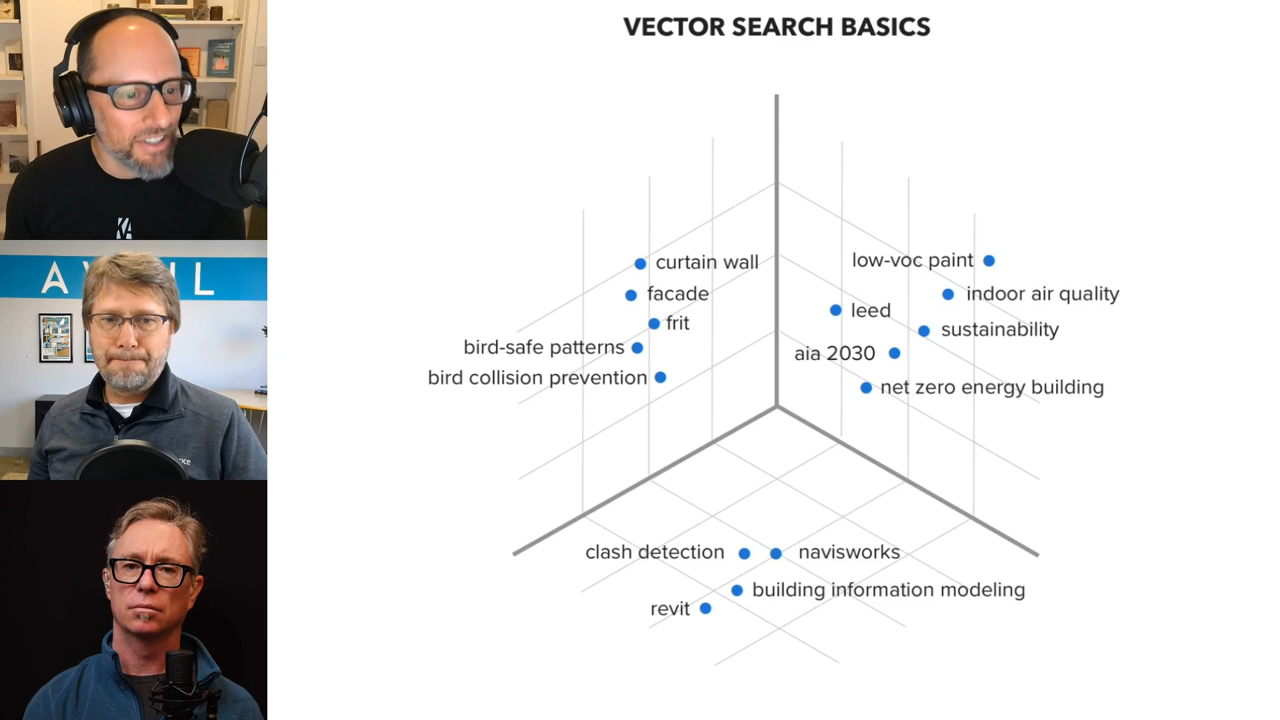 VECTOR SEARCH BASICS
curtain wall
facade
frit
bird-safe patterns
bird collision prevention
low-voc paint
indoor air quality
leed
sustainability
aia 2030
net zero energy building
clash detection
navisworks
building information modeling
revit
KA